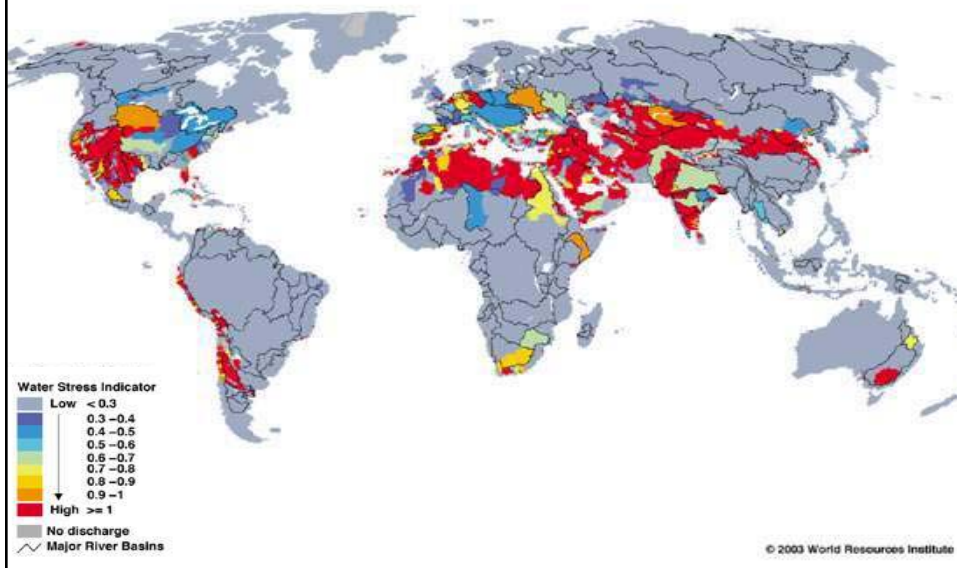 Water Stress Indicator
Low < 0.3
0.3 –0.4
0.4 –0.5
0.5 –0.6
0.6 –0.7
0.7 –0.8
0.8 –0.9
0.9 –1
High >= 1
No discharge
Major River Basins
© 2003 World Resources Institute